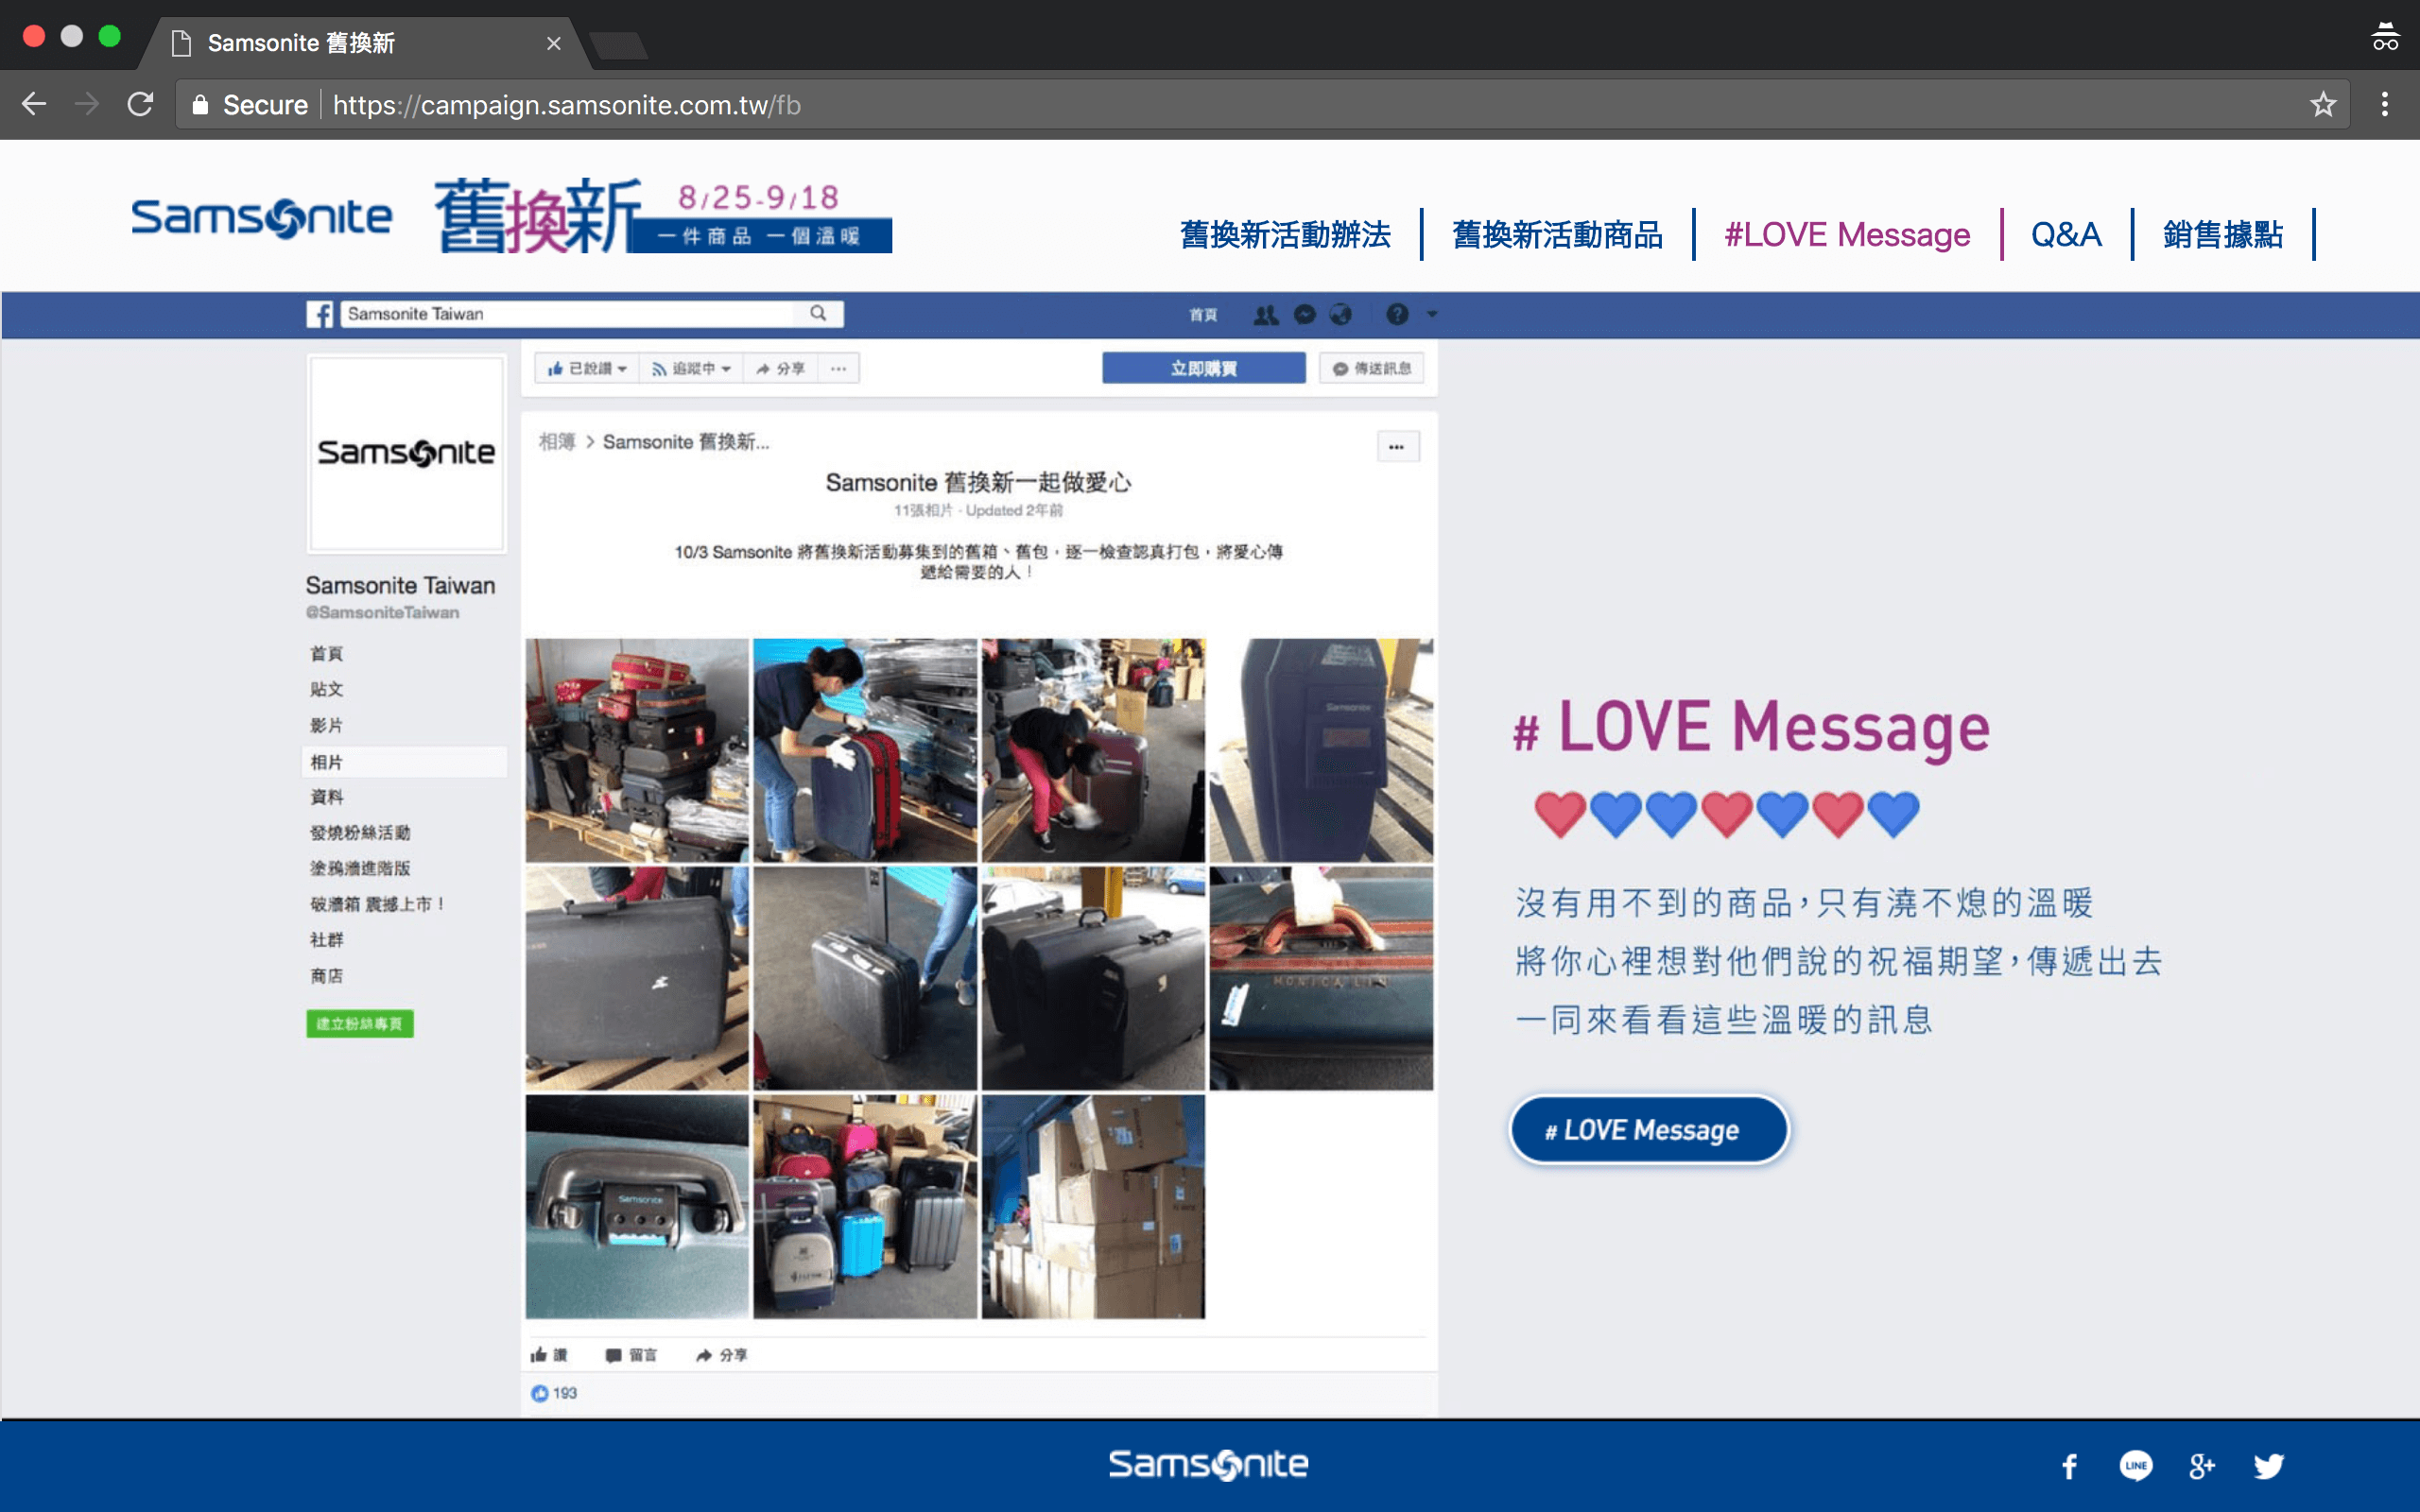 Samsonite 舊換新
Secure https://campaign.samsonite.com.tw/fb
Samsonite 舊換新 8/25-9/18
一件商品 一個溫暖
舊換新活動辦法
舊換新活動商品
#LOVE Message
Q&A
銷售據點
Samsonite Taiwan
首頁
已說讚
追蹤中
分享
立即購買
傳送訊息
Samsonite
Samsonite Taiwan
@SamsoniteTaiwan
首頁
貼文
影片
相片
資料
發燒粉絲活動
塗鴉牆進階版
破牆箱 震撼上市！
社群
商店
建立粉絲專頁
相簿 > Samsonite 舊換新...
Samsonite 舊換新一起做愛心
11張相片 · Updated 2年前
10/3 Samsonite 將舊換新活動募集到的舊箱、舊包，逐一檢查認真打包，將愛心傳
遞給需要的人！
Samsonite
MONICA
Samsonite
讚
留言
分享
193
# LOVE Message
沒有用不到的商品，只有澆不熄的溫暖
將你心裡想對他們說的祝福期望，傳遞出去
一同來看看這些溫暖的訊息
# LOVE Message
Samsonite
LINE